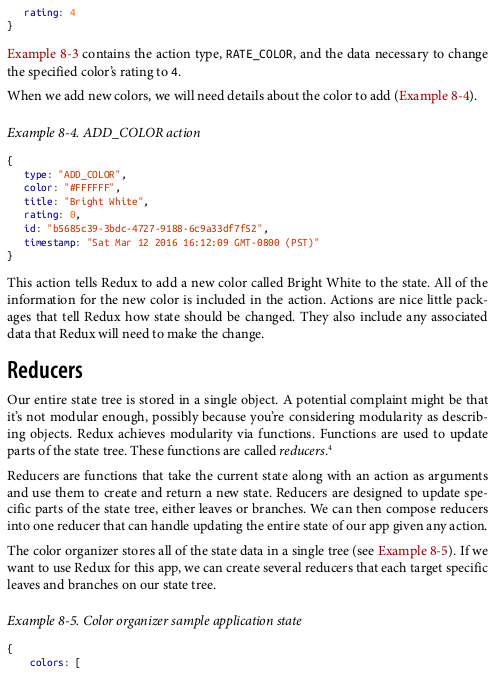 rating: 4
}
Example 8-3 contains the action type, RATE_COLOR, and the data necessary to change
the specified color's rating to 4.
When we add new colors, we will need details about the color to add (Example 8-4).
Example 8-4. ADD_COLOR action
{
type: "ADD_COLOR",
color: "#FFFFFF",
title: "Bright White",
rating: 0,
id: "b5685c39-3bdc-4727-9188-6c9a33df7f52",
timestamp: "Sat Mar 12 2016 16:12:09 GMT-0800 (PST)"
}
This action tells Redux to add a new color called Bright White to the state. All of the
information for the new color is included in the action. Actions are nice little pack-
ages that tell Redux how state should be changed. They also include any associated
data that Redux will need to make the change.
Reducers
Our entire state tree is stored in a single object. A potential complaint might be that
it's not modular enough, possibly because you're considering modularity as describ-
ing objects. Redux achieves modularity via functions. Functions are used to update
parts of the state tree. These functions are called reducers.⁴
Reducers are functions that take the current state along with an action as arguments
and use them to create and return a new state. Reducers are designed to update spe-
cific parts of the state tree, either leaves or branches. We can then compose reducers
into one reducer that can handle updating the entire state of our app given any action.
The color organizer stores all of the state data in a single tree (see Example 8-5). If we
want to use Redux for this app, we can create several reducers that each target specific
leaves and branches on our state tree.
Example 8-5. Color organizer sample application state
{
colors: [